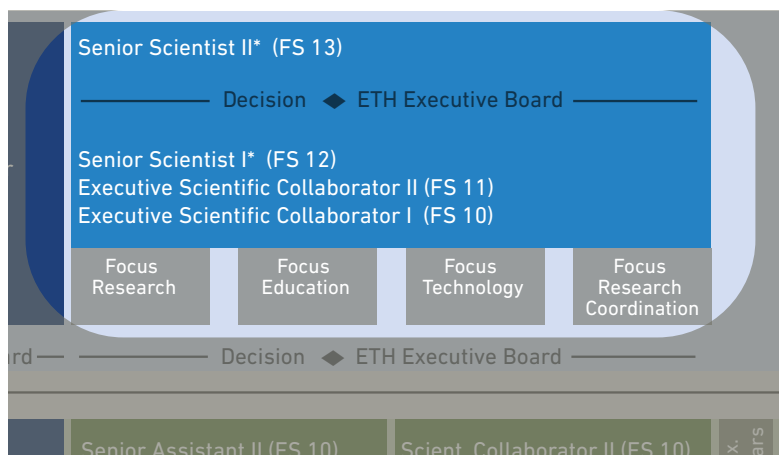 Senior Scientist II* (FS 13)
Decision ◆ ETH Executive Board
Senior Scientist I* (FS 12)
Executive Scientific Collaborator II (FS 11)
Executive Scientific Collaborator I (FS 10)
Focus
Research
Focus
Education
Focus
Technology
Focus
Research
Coordination
Decision ◆ ETH Executive Board
Senior Assistant II (FS 10)
Scient. Collaborator II (FS 10)